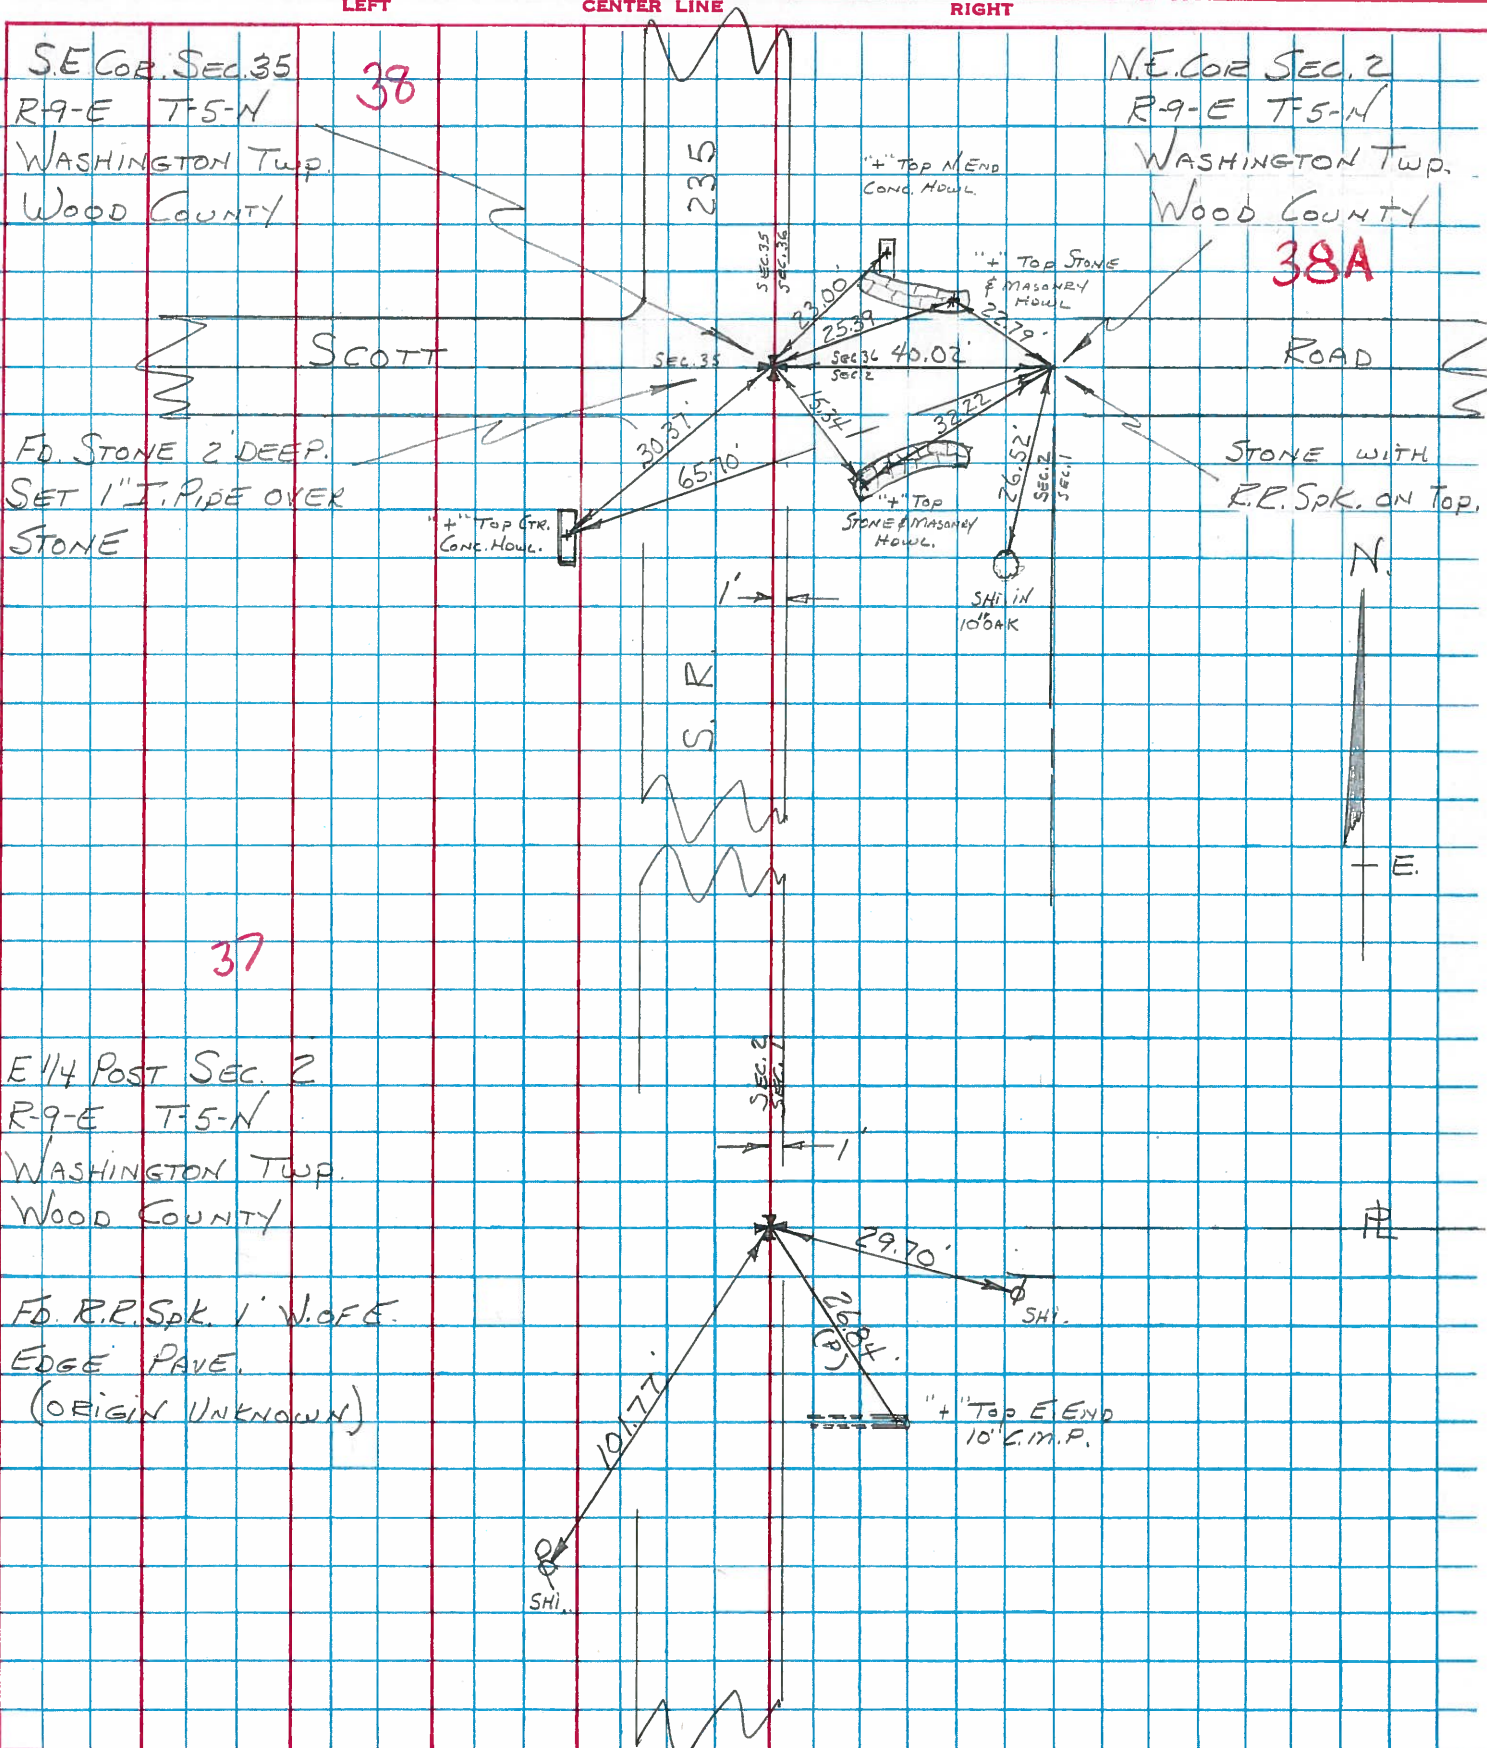 LEFT
CENTER LINE
RIGHT
S.E. COR. SEC. 35
R-9-E T-5-N
WASHINGTON TWP.
WOOD COUNTY
38
235
"+" TOP N END
CONC. HDWL.
N.E. COR SEC. 2
R-9-E T-5-N
WASHINGTON TWP.
WOOD COUNTY
38A
SEC. 35
SEC. 36
"+" TOP STONE
& MASONRY
HDWL
23.00'
25.39
22.79'
SCOTT
SEC. 35
SEC 36
SEC. 2
40.02'
ROAD
30.37'
65.70'
15.34'
32.22
26.52'
SEC. 2
SEC. 1
FD. STONE 2' DEEP.
SET 1" I. PIPE OVER
STONE
"+" TOP CTR.
CONC. HDWL.
"+" TOP
STONE & MASONRY
HDWL.
STONE WITH
R.R. SPK. ON TOP.
SHI IN
10" OAK
N.
1'
S. R.
E.
37
SEC. 2
SEC. 1
E 1/4 POST SEC. 2
R-9-E T-5-N
WASHINGTON TWP.
WOOD COUNTY
1'
PL
29.70'
SHI.
FD. R.R. SPK. 1' W. OF E.
EDGE PAVE.
(ORIGIN UNKNOWN)
26.84'
(P)
101.77'
"+" TOP E. END
10" C.M.P.
SHI.